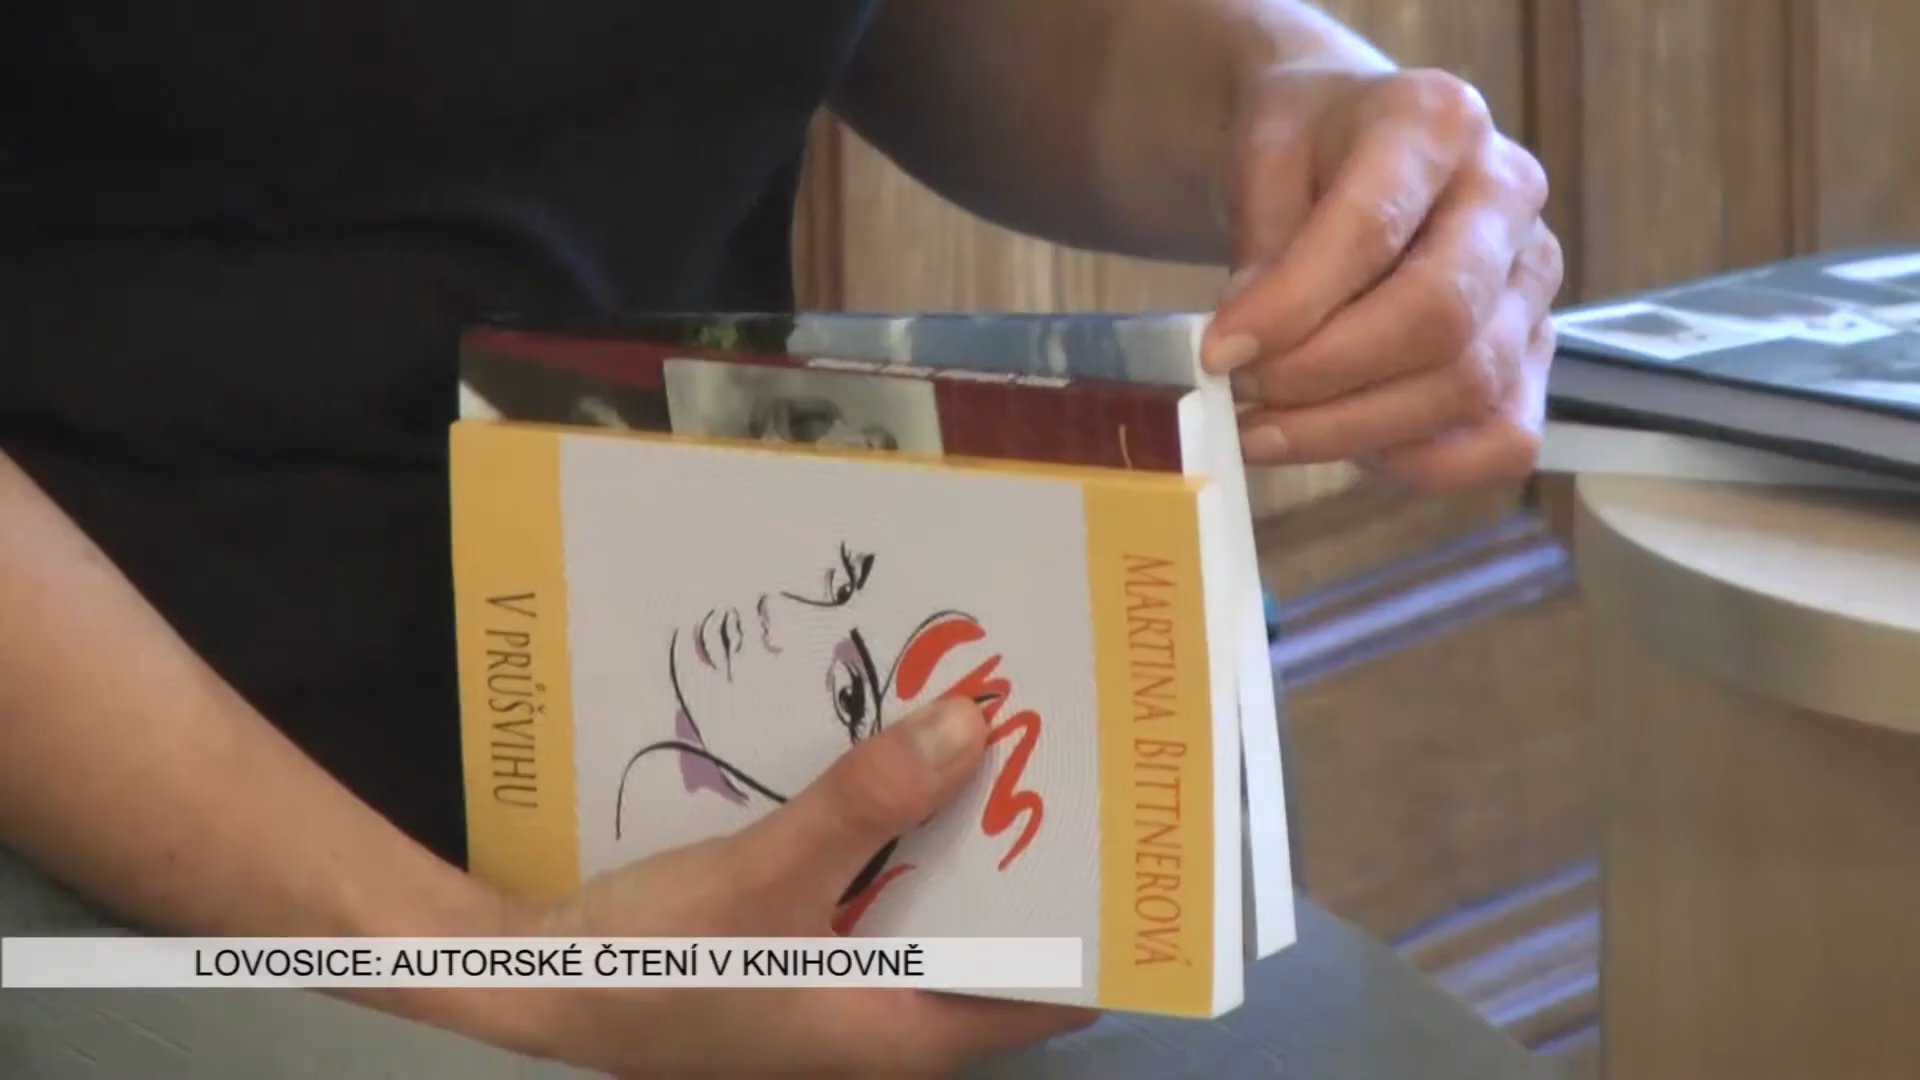 MARTINA BITTNEROVÁ
V PRŮŠVIHU
LOVOSICE: AUTORSKÉ ČTENÍ V KNIHOVNĚ